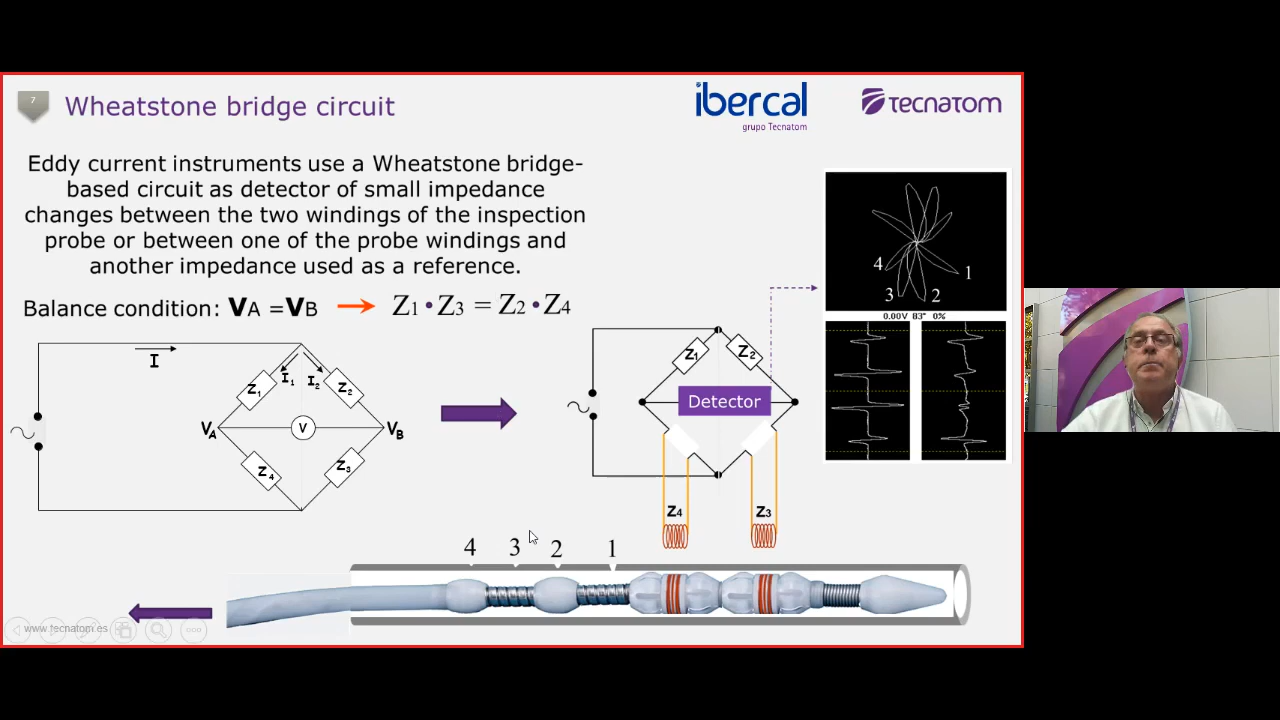 7
Wheatstone bridge circuit
ibercal
grupo Tecnatom
TECNATOM
Eddy current instruments use a Wheatstone bridge-
based circuit as detector of small impedance
changes between the two windings of the inspection
probe or between one of the probe windings and
another impedance used as a reference.
Balance condition: VA =VB
Z1•Z3 = Z2•Z4
I
I1
I2
Z1
Z2
VA
V
VB
Z4
Z3
Z1
Z2
Detector
Z4
Z3
4
3
2
1
0.00V 83° 0%
4
3
2
1
www.tecnatom.es